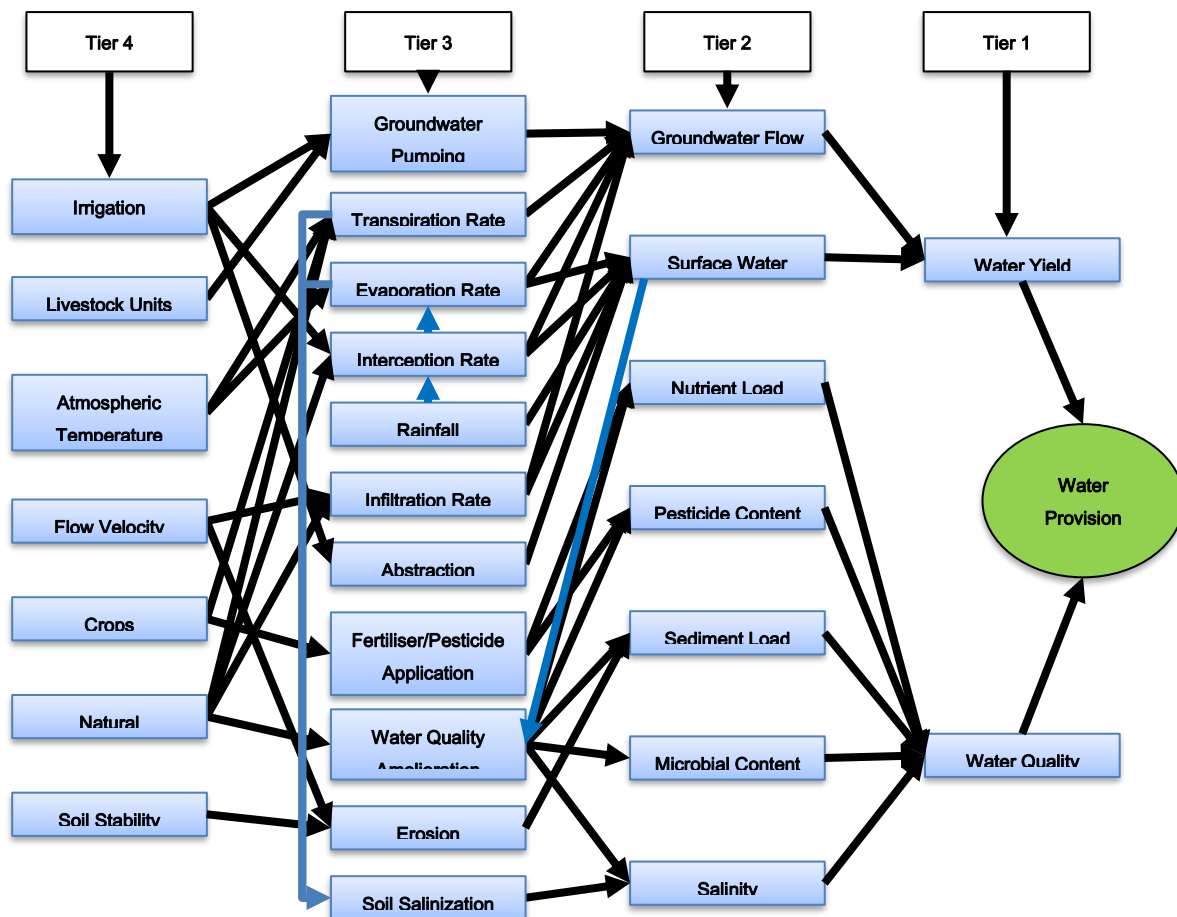 Tier 4
Tier 3
Tier 2
Tier 1
Irrigation
Livestock Units
Atmospheric
Temperature
Flow Velocity
Crops
Natural
Soil Stability
Groundwater
Pumping
Transpiration Rate
Evaporation Rate
Interception Rate
Rainfall
Infiltration Rate
Abstraction
Fertiliser/Pesticide
Application
Water Quality
Amelioration
Erosion
Soil Salinization
Groundwater Flow
Surface Water
Nutrient Load
Pesticide Content
Sediment Load
Microbial Content
Salinity
Water Yield
Water Quality
Water
Provision